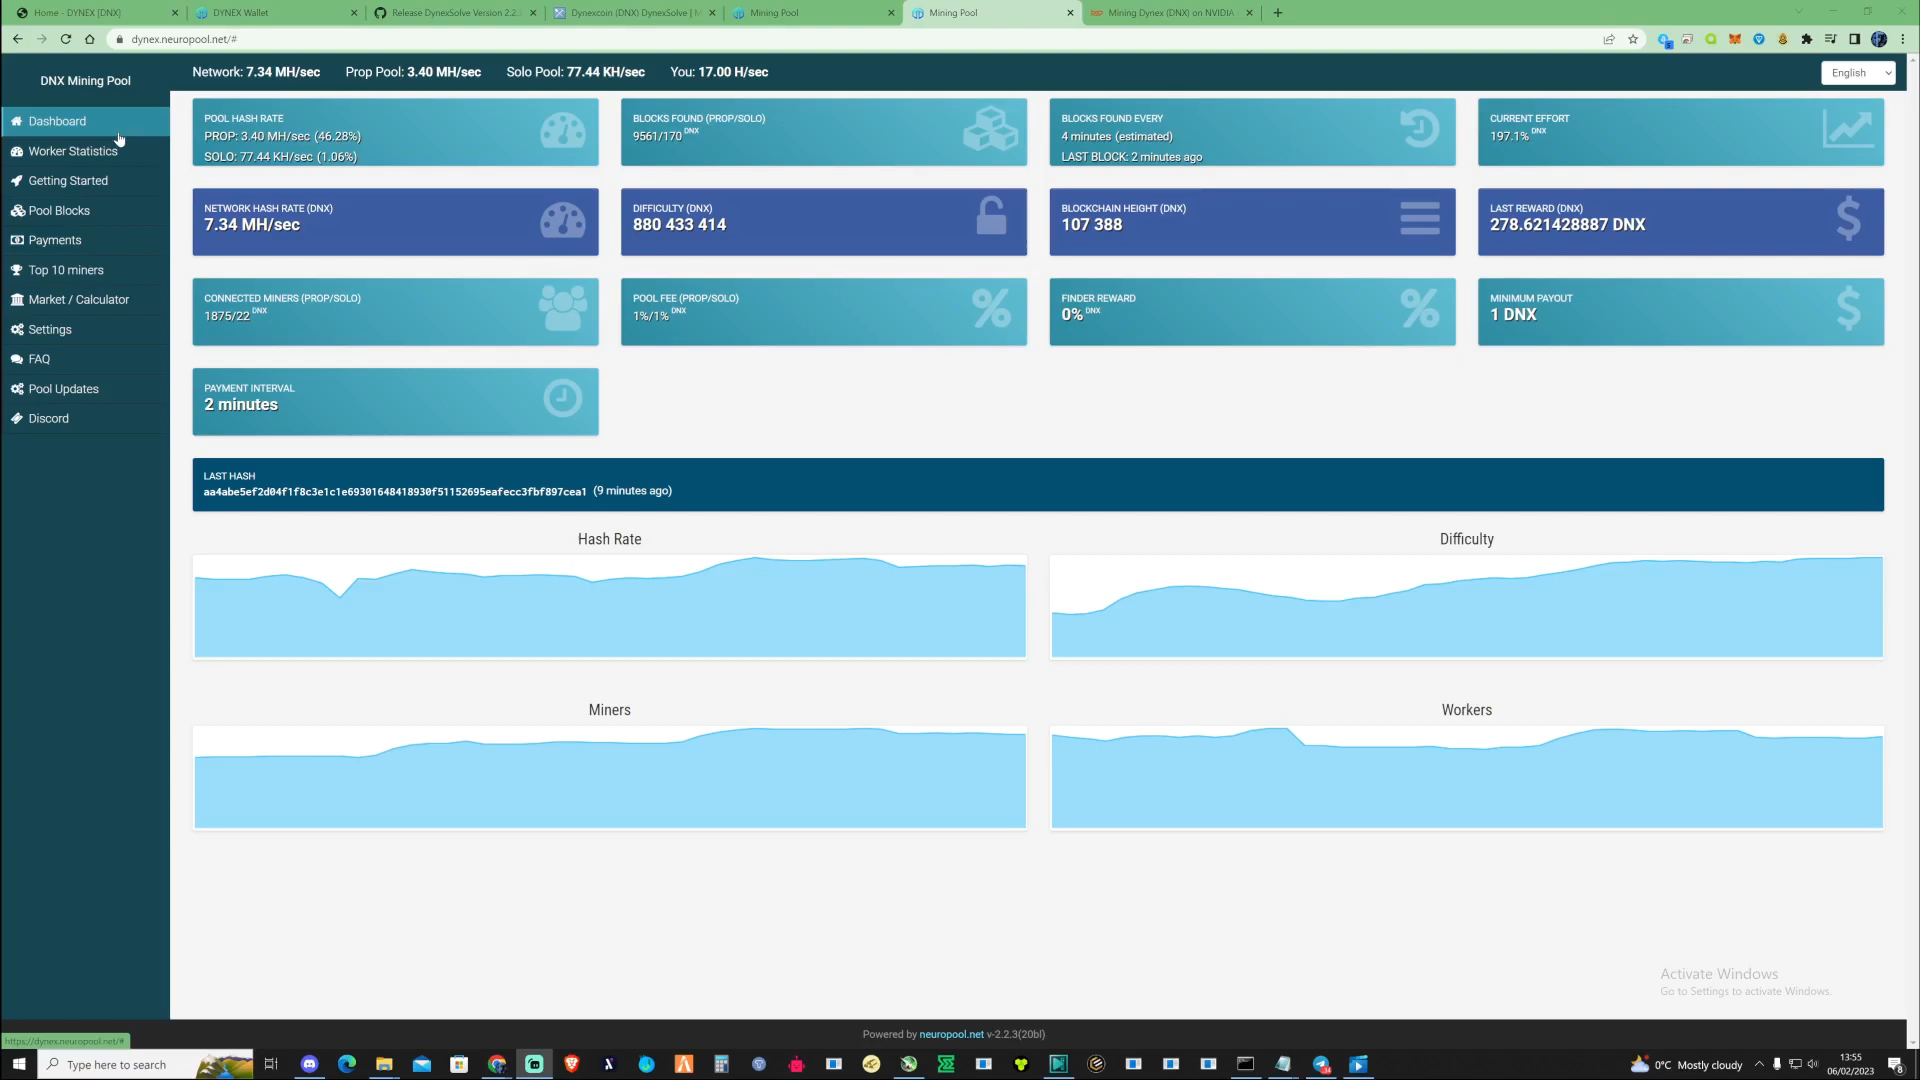 Home - DYNEX [DNX]
DYNEX Wallet
Release DynexSolve Version 2.2.
Dynexcoin (DNX) DynexSolve | M
Mining Pool
Mining Pool
Mining Dynex (DNX) on NVIDIA
dynex.neuropool.net/#
DNX Mining Pool
Network: 7.34 MH/sec Prop Pool: 3.40 MH/sec Solo Pool: 77.44 KH/sec You: 17.00 H/sec
English
Dashboard
Worker Statistics
Getting Started
Pool Blocks
Payments
Top 10 miners
Market / Calculator
Settings
FAQ
Pool Updates
Discord
POOL HASH RATE
PROP: 3.40 MH/sec (46.28%)
SOLO: 77.44 KH/sec (1.06%)
BLOCKS FOUND (PROP/SOLO)
9561/170 DNX
BLOCKS FOUND EVERY
4 minutes (estimated)
LAST BLOCK: 2 minutes ago
CURRENT EFFORT
197.1% DNX
NETWORK HASH RATE (DNX)
7.34 MH/sec
DIFFICULTY (DNX)
880 433 414
BLOCKCHAIN HEIGHT (DNX)
107 388
LAST REWARD (DNX)
278.621428887 DNX
CONNECTED MINERS (PROP/SOLO)
1875/22 DNX
POOL FEE (PROP/SOLO)
1%/1% DNX
FINDER REWARD
0% DNX
MINIMUM PAYOUT
1 DNX
PAYMENT INTERVAL
2 minutes
LAST HASH
aa4abe5ef2d04f1f8c3e1c1e69301648418930f51152695eafecc3fbf897cea1 (9 minutes ago)
Hash Rate
Difficulty
Miners
Workers
Activate Windows
Go to Settings to activate Windows.
Powered by neuropool.net v-2.2.3(20bl)
https://dynex.neuropool.net/#
Type here to search
0°C Mostly cloudy
13:55
06/02/2023